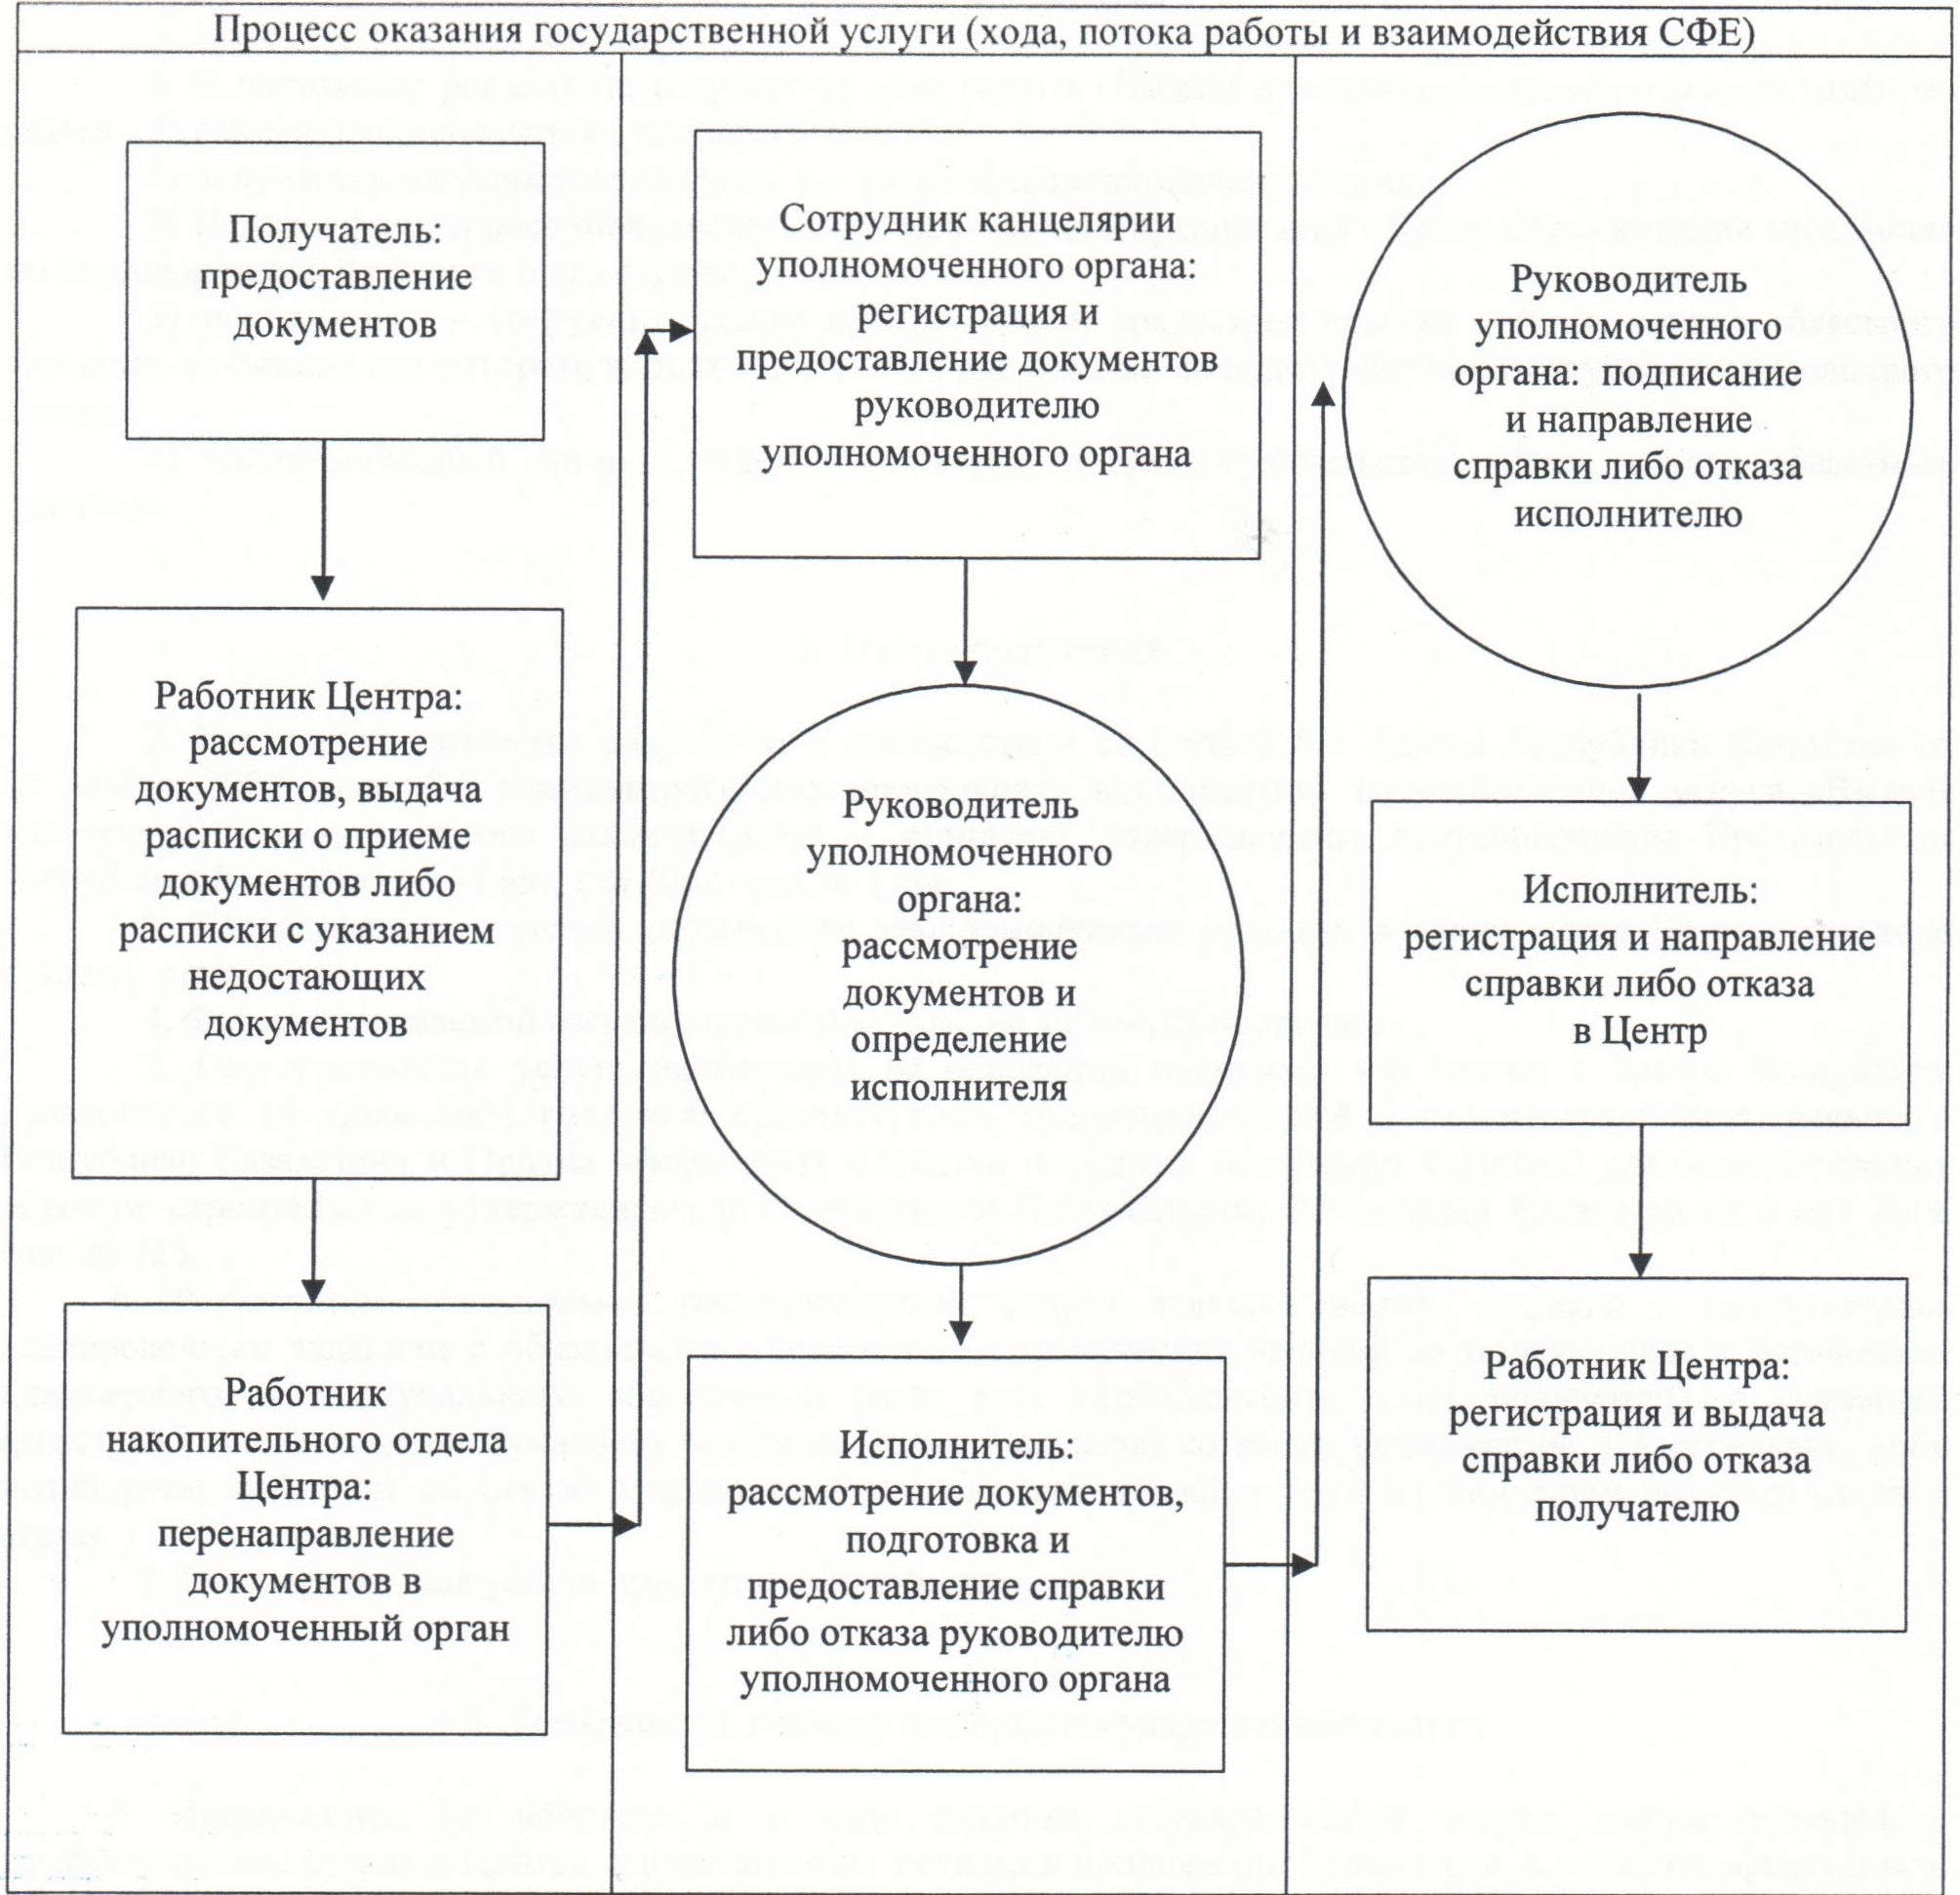 Процесс оказания государственной услуги (хода, потока работы и взаимодействия СФЕ)
Получатель:
предоставление
документов
Работник Центра:
рассмотрение
документов, выдача
расписки о приеме
документов либо
расписки с указанием
недостающих
документов
Работник
накопительного отдела
Центра:
перенаправление
документов в
уполномоченный орган
Сотрудник канцелярии
уполномоченного органа:
регистрация и
предоставление документов
руководителю
уполномоченного органа
Руководитель
уполномоченного
органа:
рассмотрение
документов и
определение
исполнителя
Исполнитель:
рассмотрение документов,
подготовка и
предоставление справки
либо отказа руководителю
уполномоченного органа
Руководитель
уполномоченного
органа: подписание
и направление
справки либо отказа
исполнителю
Исполнитель:
регистрация и направление
справки либо отказа
в Центр
Работник Центра:
регистрация и выдача
справки либо отказа
получателю